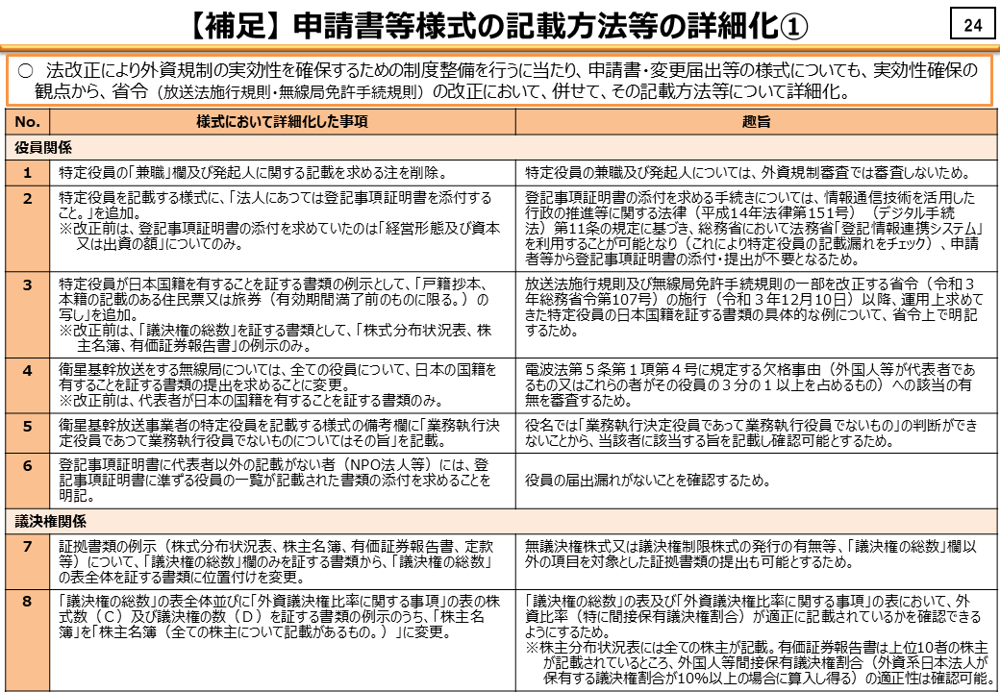 【補足】申請書等様式の記載方法等の詳細化①
24
○ 法改正により外資規制の実効性を確保するための制度整備を行うに当たり、申請書・変更届出等の様式についても、実効性確保の
観点から、省令（放送法施行規則・無線局免許手続規則）の改正において、併せて、その記載方法等について詳細化。
No. 様式において詳細化した事項 趣旨
役員関係
1 特定役員の「兼職」欄及び発起人に関する記載を求める注を削除。 特定役員の兼職及び発起人については、外資規制審査では審査しないため。
2 特定役員を記載する様式に、「法人にあつては登記事項証明書を添付する
こと。」を追加。
※改正前は、登記事項証明書の添付を求めていたのは「経営形態及び資本
又は出資の額」についてのみ。
登記事項証明書の添付を求める手続きについては、情報通信技術を活用した
行政の推進等に関する法律（平成14年法律第151号）（デジタル手続
法）第11条の規定に基づき、総務省において法務省「登記情報連携システム」
を利用することが可能となり（これにより特定役員の記載漏れをチェック）、申請
者等から登記事項証明書の添付・提出が不要となるため。
3 特定役員が日本国籍を有することを証する書類の例示として、「戸籍抄本、
本籍の記載のある住民票又は旅券（有効期間満了前のものに限る。）の
写し」を追加。
※改正前は、「議決権の総数」を証する書類として、「株式分布状況表、株
主名簿、有価証券報告書」の例示のみ。
放送法施行規則及び無線局免許手続規則の一部を改正する省令（令和３
年総務省令第107号）の施行（令和３年12月10日）以降、運用上求めて
きた特定役員の日本国籍を証する書類の具体的な例について、省令上で明記
するため。
4 衛星基幹放送をする無線局については、全ての役員について、日本の国籍を
有することを証する書類の提出を求めることに変更。
※改正前は、代表者が日本の国籍を有することを証する書類のみ。
電波法第５条第１項第４号に規定する欠格事由（外国人等が代表者であ
るもの又はこれらの者がその役員の３分の１以上を占めるもの）への該当の有
無を審査するため。
5 衛星基幹放送事業者の特定役員を記載する様式の備考欄に「業務執行決
定役員であつて業務執行役員でないものについてはその旨」を記載。
役名では「業務執行決定役員であって業務執行役員でないもの」の判断ができ
ないことから、当該者に該当する旨を記載し確認可能とするため。
6 登記事項証明書に代表者以外の記載がない者（NPO法人等）には、登
記事項証明書に準ずる役員の一覧が記載された書類の添付を求めることを
明記。
役員の届出漏れがないことを確認するため。
議決権関係
7 証拠書類の例示（株式分布状況表、株主名簿、有価証券報告書、定款
等）について、「議決権の総数」欄のみを証する書類から、「議決権の総数」
の表全体を証する書類に位置付けを変更。
無議決権株式又は議決権制限株式の発行の有無等、「議決権の総数」欄以
外の項目を対象とした証拠書類の提出も可能とするため。
8 「議決権の総数」の表全体並びに「外資議決権比率に関する事項」の表の株
式数（Ｃ）及び議決権の数（Ｄ）を証する書類の例示のうち、「株主名
簿」を「株主名簿（全ての株主について記載があるもの。）」に変更。
「議決権の総数」の表及び「外資議決権比率に関する事項」の表において、外
資比率（特に間接保有議決権割合）が適正に記載されているかを確認できる
ようにするため。
※株主分布状況表には全ての株主が記載。有価証券報告書は上位10者の株主
が記載されているところ、外国人等間接保有議決権割合（外資系日本法人が
保有する議決権割合が10％以上の場合に算入し得る）の適正性は確認可能。